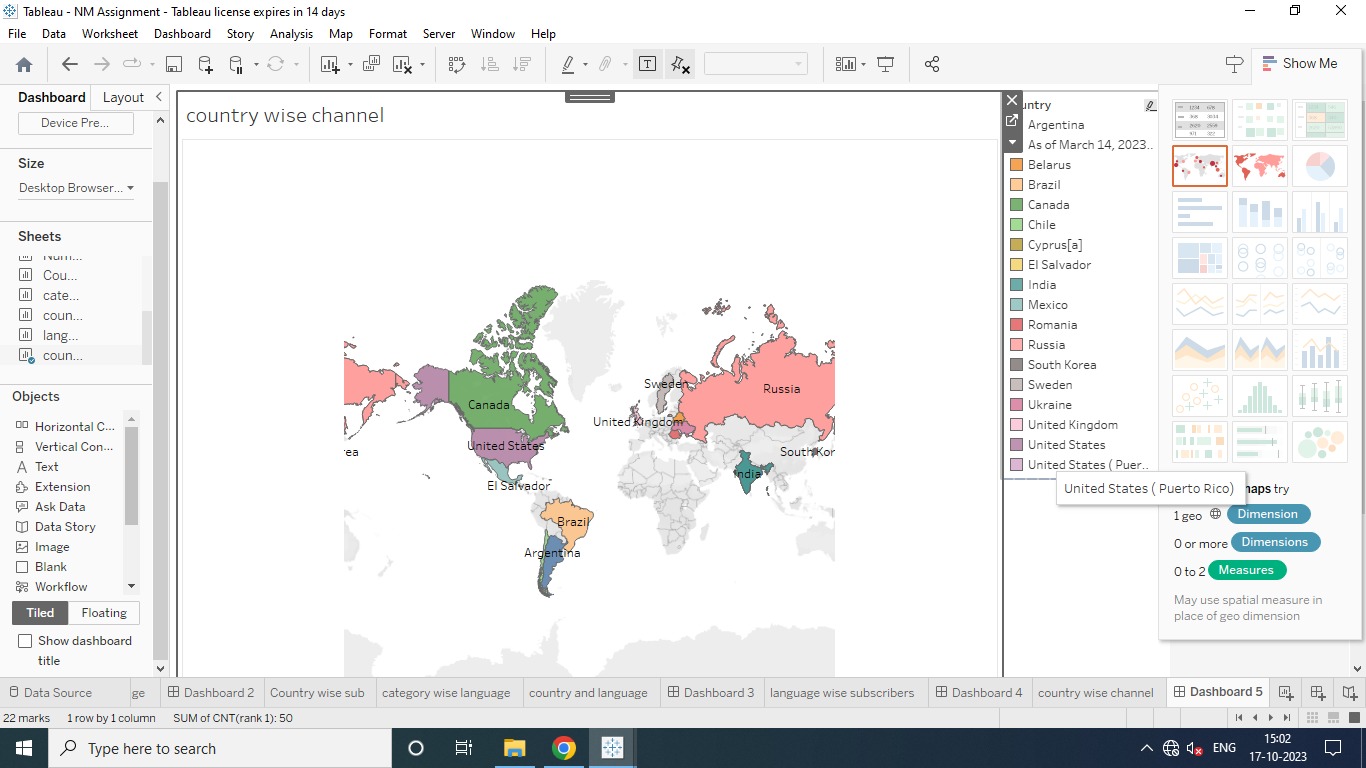 Tableau - NM Assignment - Tableau license expires in 14 days
File Data Worksheet Dashboard Story Analysis Map Format Server Window Help
Show Me
Dashboard Layout
Device Pre...
Size
Desktop Browser...
Sheets
Num...
Cou...
cate...
coun...
lang...
coun...
Objects
Horizontal C...
Vertical Con...
Text
Extension
Ask Data
Data Story
Image
Blank
Workflow
Tiled Floating
Show dashboard
title
country wise channel
Canada
United States
El Salvador
Brazil
Argentina
Sweden
United Kingdom
Russia
India
South Kor
rea
untry
Argentina
As of March 14, 2023..
Belarus
Brazil
Canada
Chile
Cyprus[a]
El Salvador
India
Mexico
Romania
Russia
South Korea
Sweden
Ukraine
United Kingdom
United States
United States ( Puer..
United States ( Puerto Rico)
maps try
1 geo Dimension
0 or more Dimensions
0 to 2 Measures
May use spatial measure in
place of geo dimension
Data Source ge Dashboard 2 Country wise sub category wise language country and language Dashboard 3 language wise subscribers Dashboard 4 country wise channel Dashboard 5
22 marks 1 row by 1 column SUM of CNT(rank 1): 50
Type here to search
ENG
15:02
17-10-2023